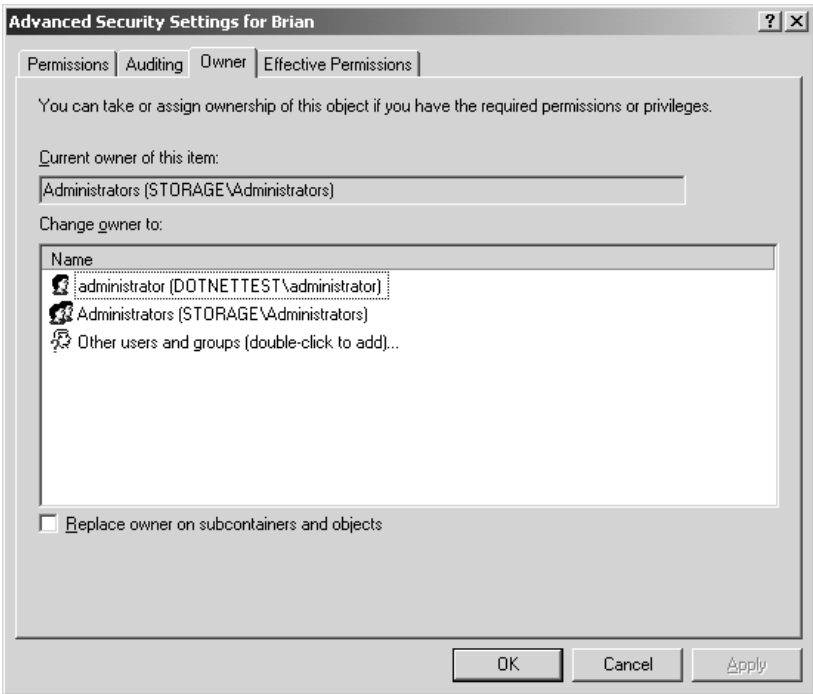 Advanced Security Settings for Brian
Permissions Auditing Owner Effective Permissions
You can take or assign ownership of this object if you have the required permissions or privileges.
Current owner of this item:
Administrators (STORAGE\Administrators)
Change owner to:
Name
administrator (DOTNETTEST\administrator)
Administrators (STORAGE\Administrators)
Other users and groups (double-click to add)...
Replace owner on subcontainers and objects
OK Cancel Apply